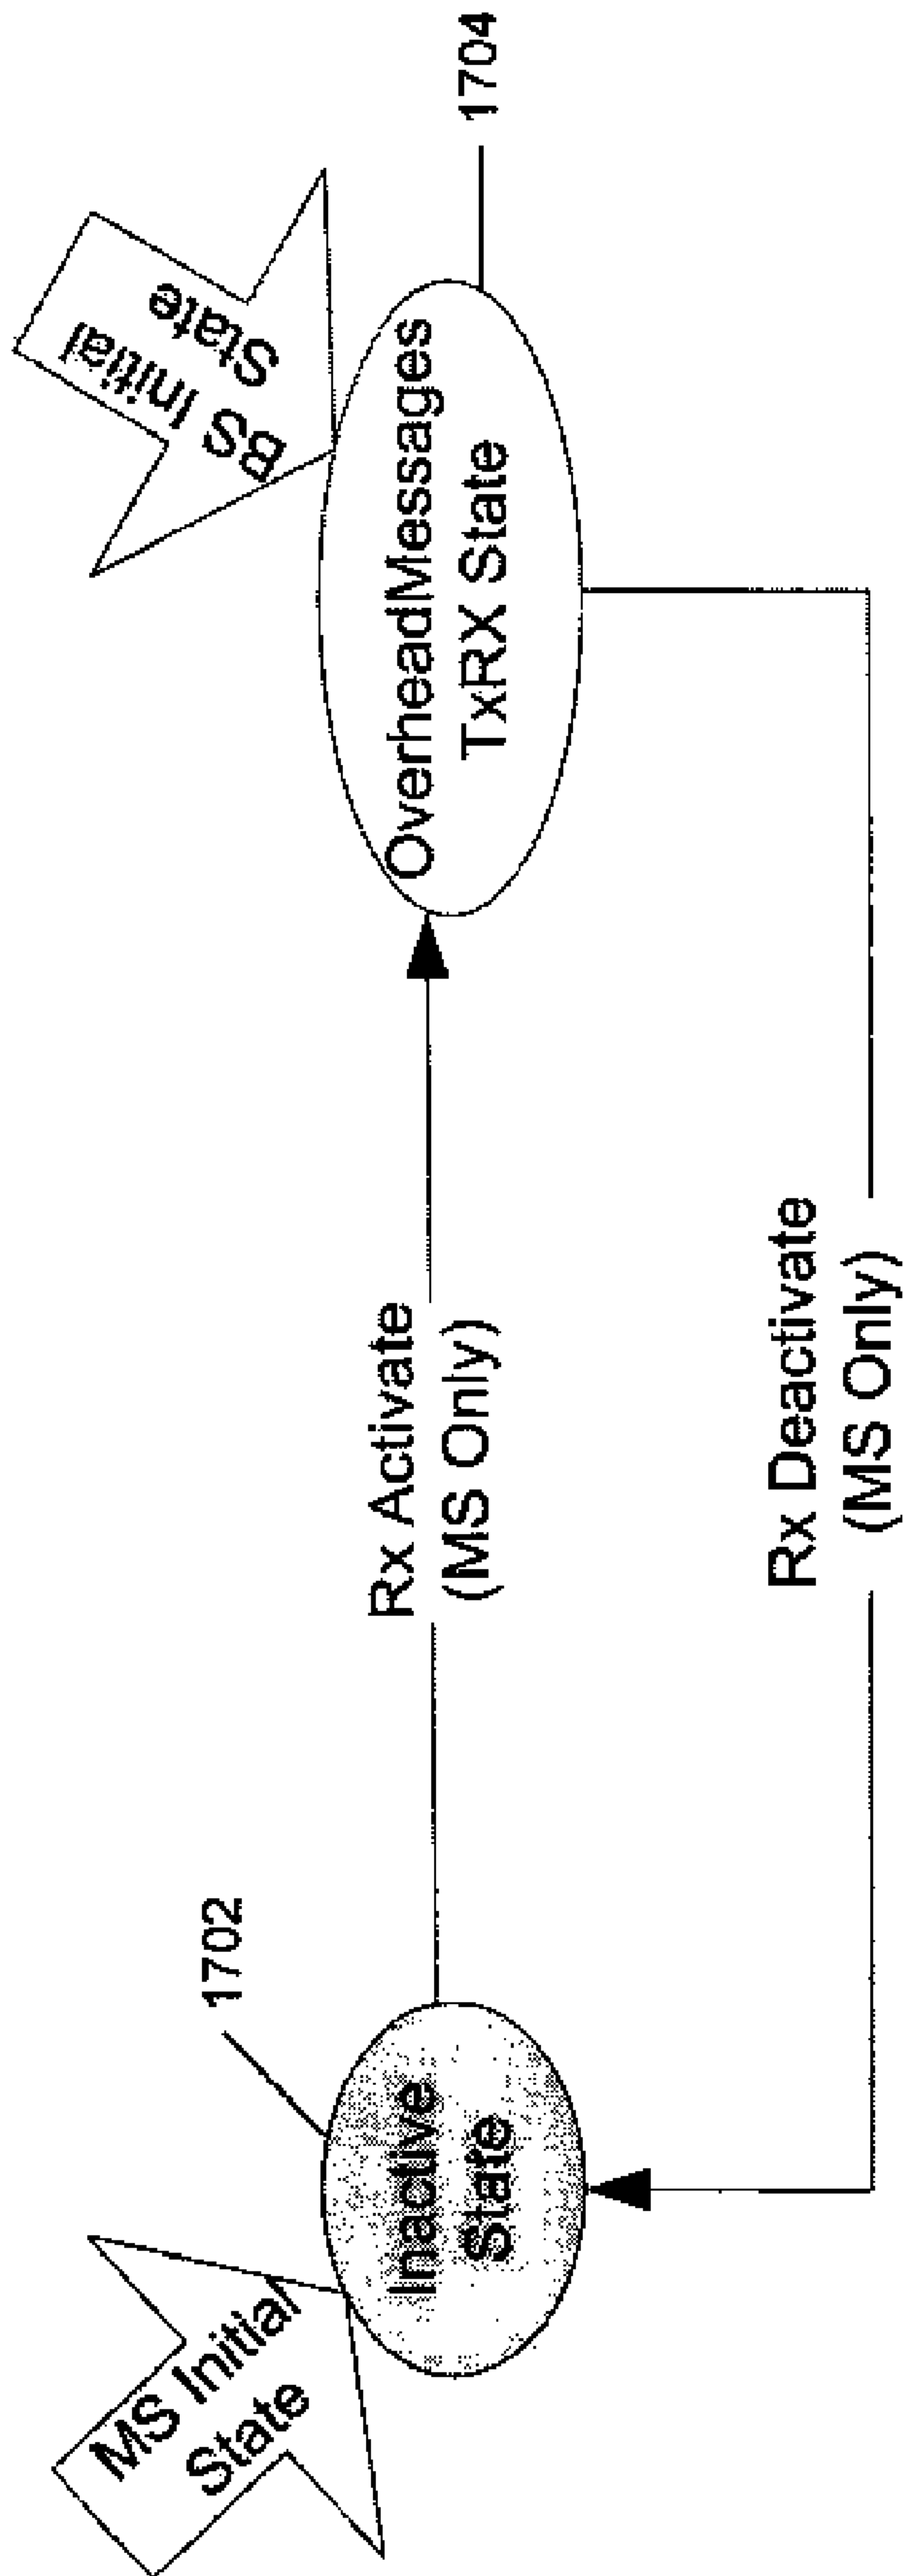 MS Initial
State
1702
Inactive
State
Rx Activate
(MS Only)
Rx Deactivate
(MS Only)
BS Initial
State
OverheadMessages
TxRX State
1704